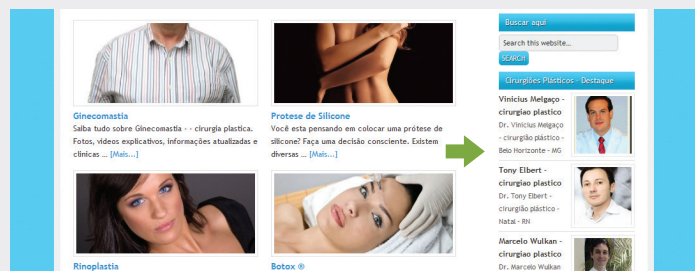 Ginecomastia
Saiba tudo sobre Ginecomastia - - cirurgia plastica.
Fotos, videos explicativos, informações atualizadas e
clinicas ... [Mais...]
Protese de Silicone
Você esta pensando em colocar uma prótese de
silicone? Faça uma decisão consciente. Existem
diversas ... [Mais...]
Rinoplastia
Botox ®
Buscar aqui
Search this website...
SEARCH
Cirurgiões Plásticos - Destaque
Vinicius Melgaço -
cirurgiao plastico
Dr. Vinicius Melgaço
- cirurgião plástico -
Belo Horizonte - MG
Tony Elbert -
cirurgiao plastico
Dr. Tony Elbert -
cirurgião plástico -
Natal - RN
Marcelo Wulkan -
cirurgiao plastico
Dr. Marcelo Wulkan